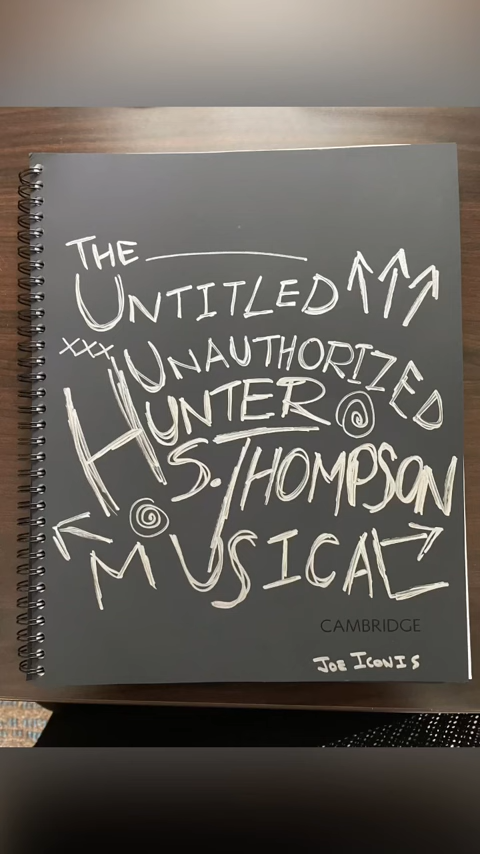 THE
UNTITLED
XXX UNAUTHORIZED
HUNTER
S. THOMPSON
MUSICAL
CAMBRIDGE
JOE ICONIS